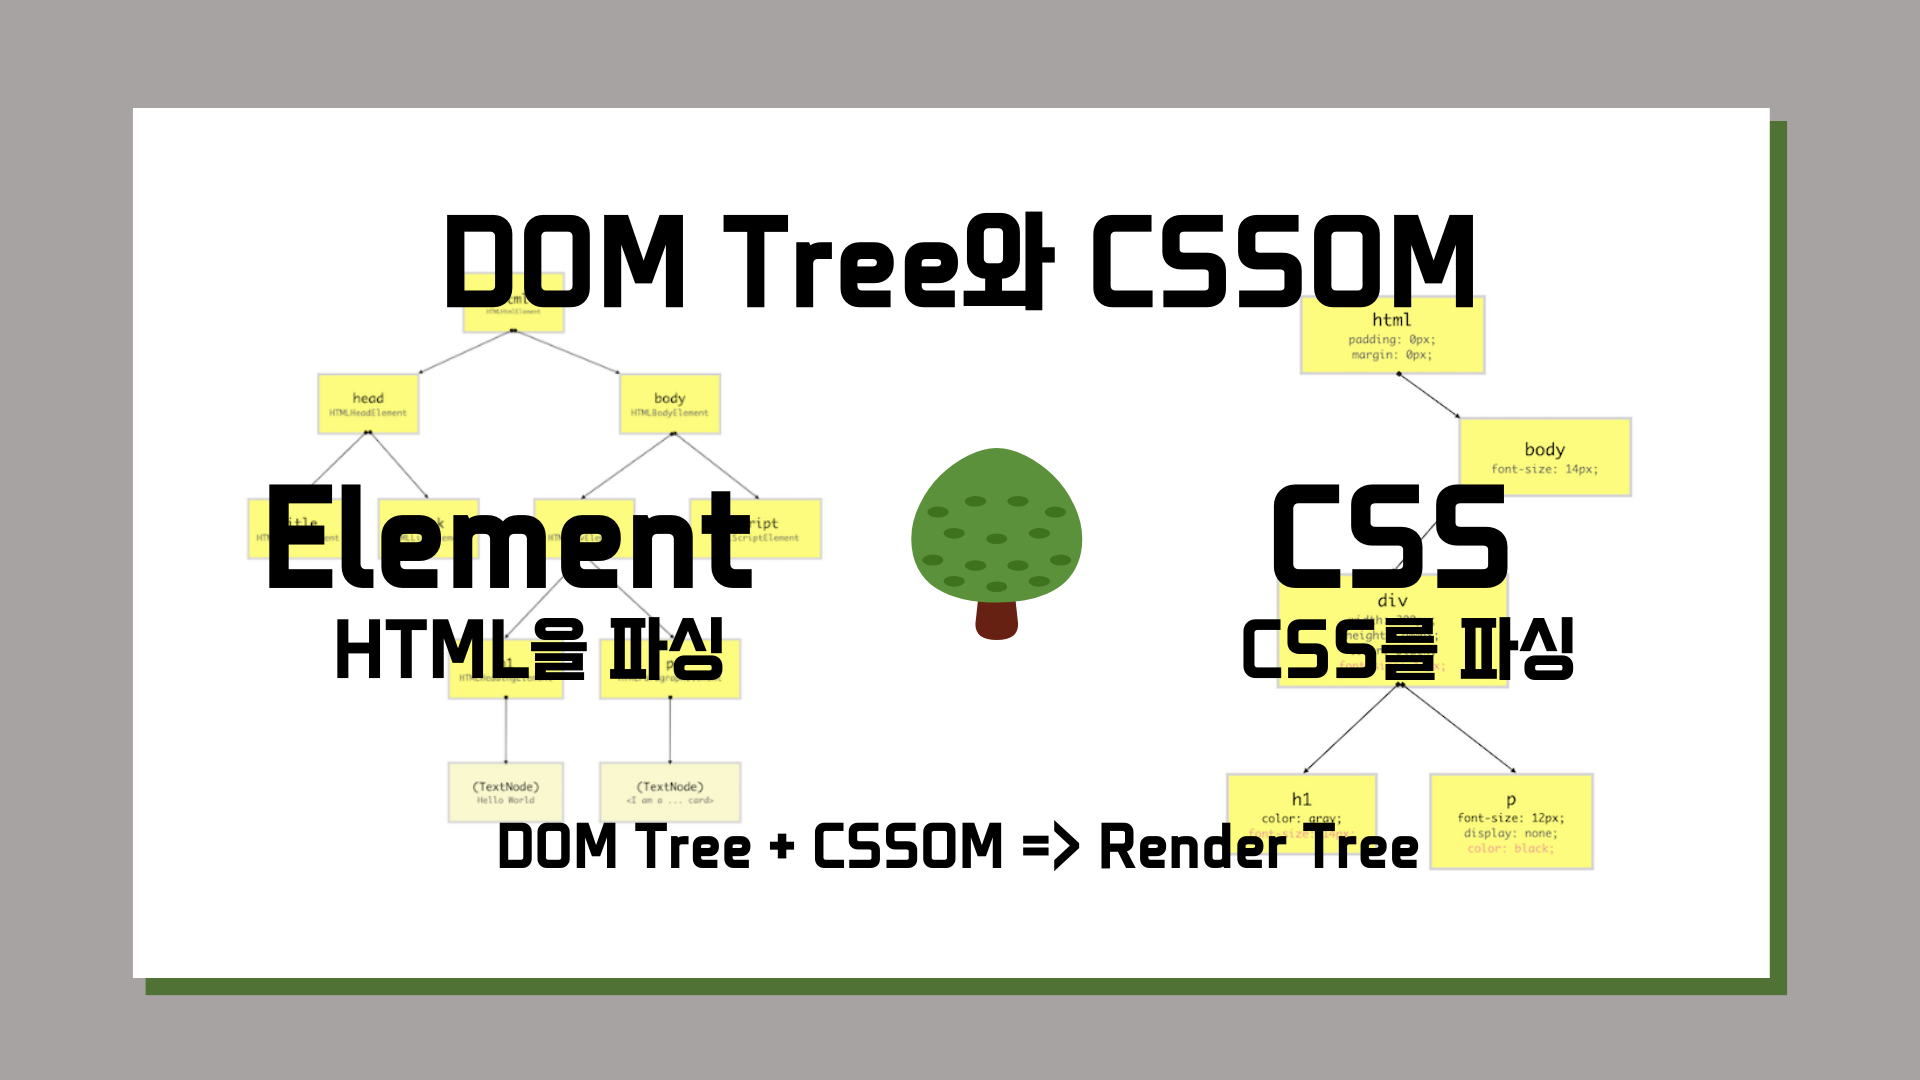 DOM Tree와 CSSOM
HTMLHtmlElement
head
HTMLHeadElement
body
HTMLBodyElement
Element
HTML을 파싱
(TextNode)
Hello World
(TextNode)
<I am a ... card>
html
padding: 0px;
margin: 0px;
body
font-size: 14px;
CSS
div
CSS를 파싱
h1
color: gray;
p
font-size: 12px;
display: none;
color: black;
DOM Tree + CSSOM => Render Tree